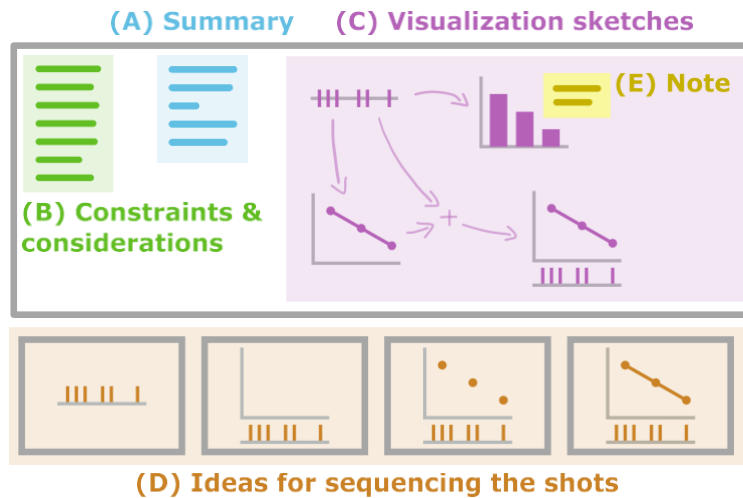 (A) Summary
(C) Visualization sketches
(E) Note
(B) Constraints &
considerations
+
(D) Ideas for sequencing the shots